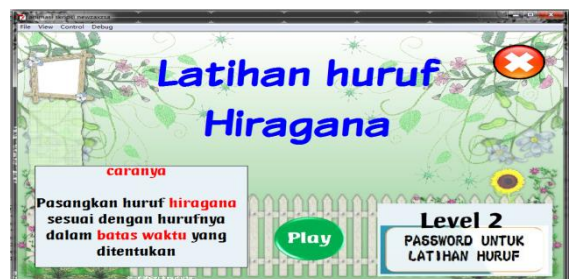 File View Control Debug
Latihan huruf
Hiragana
caranya
Pasangkan huruf hiragana
sesuai dengan hurufnya
dalam batas waktu yang
ditentukan
Play
Level 2
PASSWORD UNTUK
LATIHAN HURUF